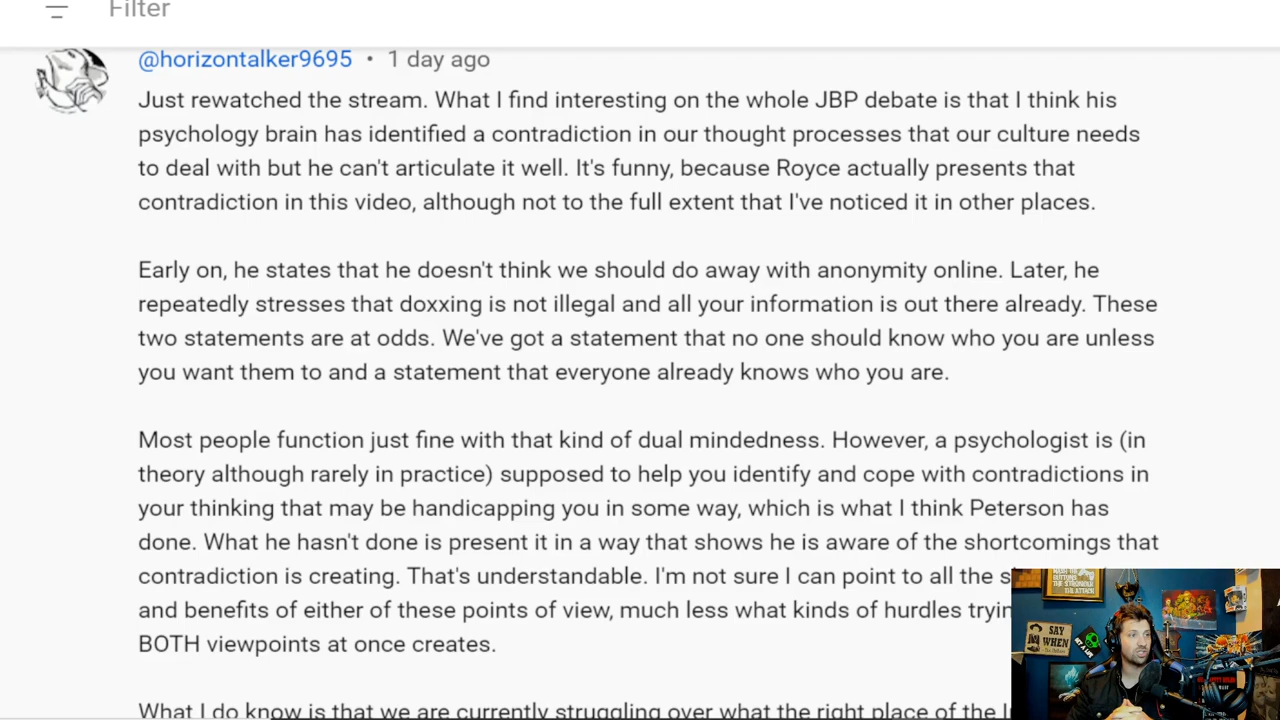 Filter
@horizontalker9695 • 1 day ago
Just rewatched the stream. What I find interesting on the whole JBP debate is that I think his
psychology brain has identified a contradiction in our thought processes that our culture needs
to deal with but he can't articulate it well. It's funny, because Royce actually presents that
contradiction in this video, although not to the full extent that I've noticed it in other places.
Early on, he states that he doesn't think we should do away with anonymity online. Later, he
repeatedly stresses that doxxing is not illegal and all your information is out there already. These
two statements are at odds. We've got a statement that no one should know who you are unless
you want them to and a statement that everyone already knows who you are.
Most people function just fine with that kind of dual mindedness. However, a psychologist is (in
theory although rarely in practice) supposed to help you identify and cope with contradictions in
your thinking that may be handicapping you in some way, which is what I think Peterson has
done. What he hasn't done is present it in a way that shows he is aware of the shortcomings that
contradiction is creating. That's understandable. I'm not sure I can point to all the s
and benefits of either of these points of view, much less what kinds of hurdles tryin
BOTH viewpoints at once creates.
What I do know is that we are currently struggling over what the right place of the
SAY
WHEN